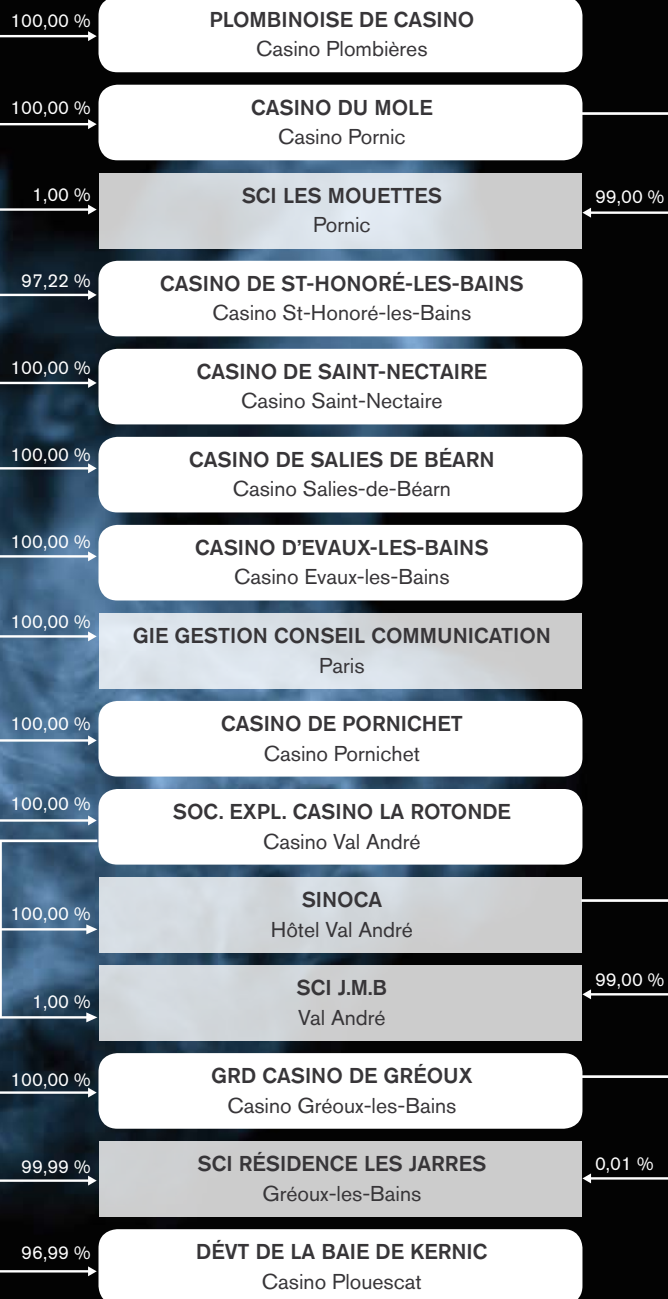 100,00 %
PLOMBINOISE DE CASINO
Casino Plombières
100,00 %
CASINO DU MOLE
Casino Pornic
1,00 %
SCI LES MOUETTES
Pornic
99,00 %
97,22 %
CASINO DE ST-HONORÉ-LES-BAINS
Casino St-Honoré-les-Bains
100,00 %
CASINO DE SAINT-NECTAIRE
Casino Saint-Nectaire
100,00 %
CASINO DE SALIES DE BÉARN
Casino Salies-de-Béarn
100,00 %
CASINO D'EVAUX-LES-BAINS
Casino Evaux-les-Bains
100,00 %
GIE GESTION CONSEIL COMMUNICATION
Paris
100,00 %
CASINO DE PORNICHET
Casino Pornichet
100,00 %
SOC. EXPL. CASINO LA ROTONDE
Casino Val André
100,00 %
SINOCA
Hôtel Val André
1,00 %
SCI J.M.B
Val André
99,00 %
100,00 %
GRD CASINO DE GRÉOUX
Casino Gréoux-les-Bains
99,99 %
SCI RÉSIDENCE LES JARRES
Gréoux-les-Bains
0,01 %
96,99 %
DÉVT DE LA BAIE DE KERNIC
Casino Plouescat